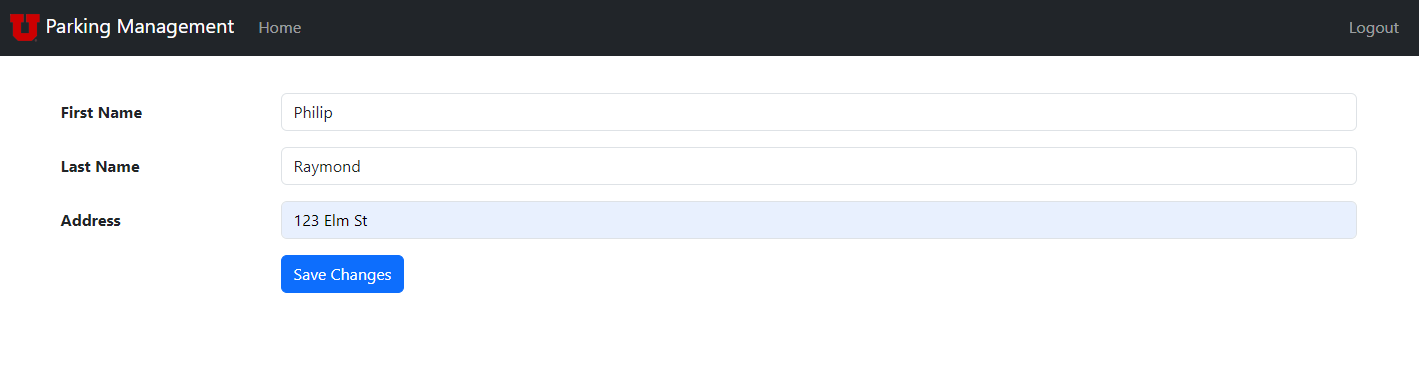 U Parking Management Home Logout
First Name Philip
Last Name Raymond
Address 123 Elm St
Save Changes